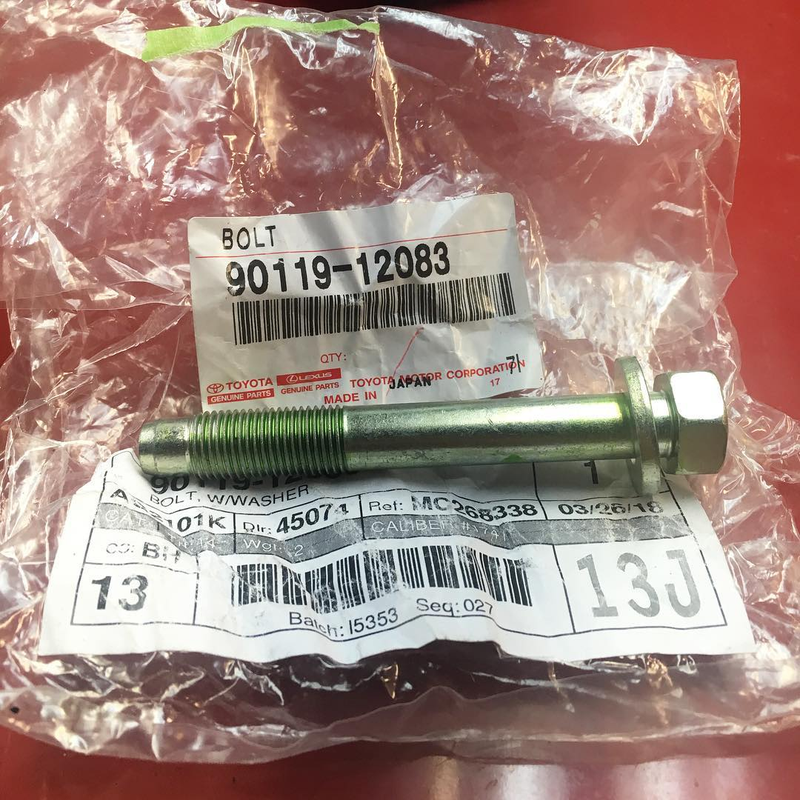 BOLT
90119-12083
QTY:
TOYOTA
GENUINE PARTS
LEXUS
GENUINE PARTS
TOYOTA MOTOR CORPORATION
MADE IN JAPAN
17
BOLT, W/WASHER
1
Dlr: 45074
Ref: MC268338
03/26/18
BH
13
13J
Batch: I5353 Seq: 027